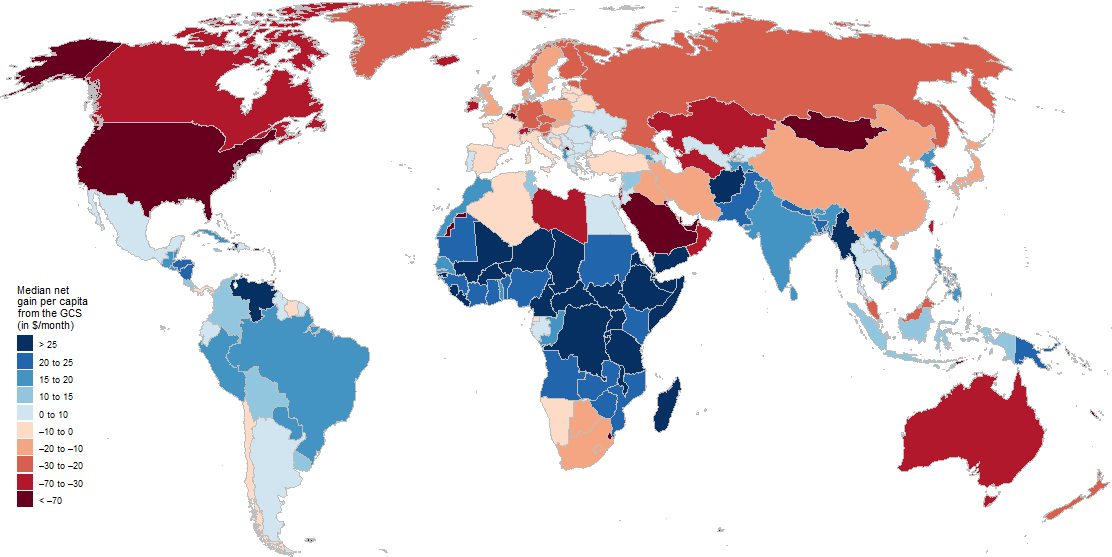 Median net
gain per capita
from the GCS
(in $/month)
> 25
20 to 25
15 to 20
10 to 15
0 to 10
–10 to 0
–20 to –10
–30 to –20
–70 to –30
< –70